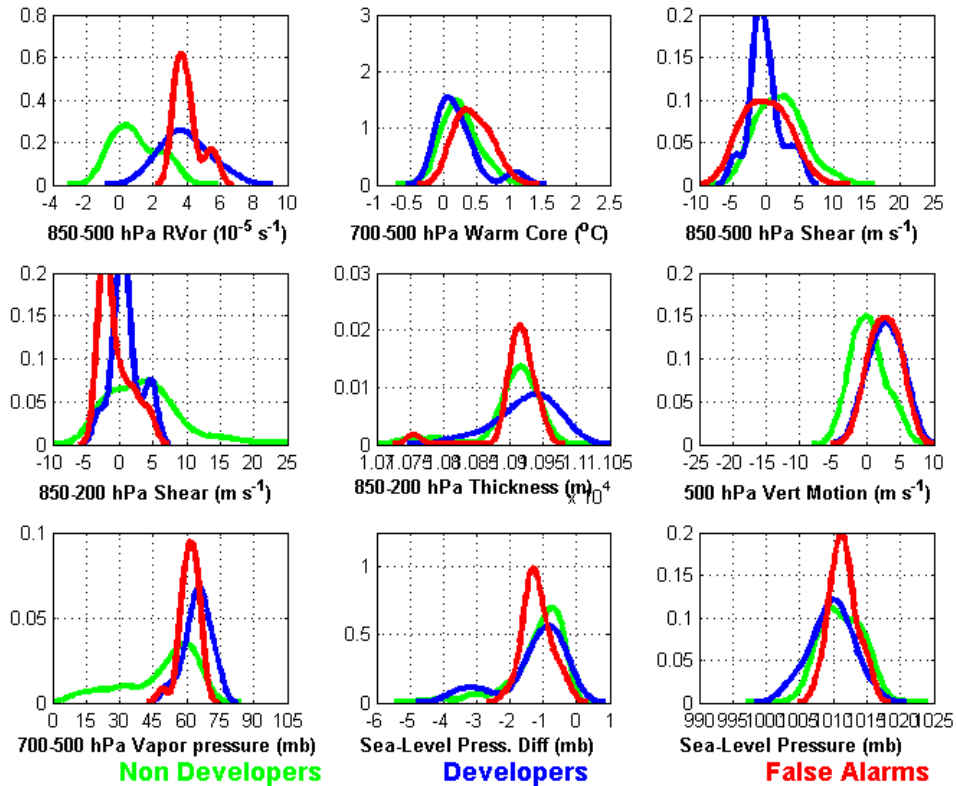 0.8 3 0.2
0.6 0.15
2
0.4 0.1
1
0.2 0.05
0 0 0
-4 -2 0 2 4 6 8 10 -1 -0.5 0 0.5 1 1.5 2 2.5 -10 -5 0 5 10 15 20 25
850-500 hPa RVor (10⁻⁵ s⁻¹) 700-500 hPa Warm Core (⁰C) 850-500 hPa Shear (m s⁻¹)
0.2 0.03 0.2
0.15 0.02 0.15
0.1 0.1
0.01
0.05 0.05
0 0 0
-10 -5 0 5 10 15 20 25 1.07 1.075 1.08 1.085 1.09 1.095 1.1 1.105 -25 -20 -15 -10 -5 0 5 10
850-200 hPa Shear (m s⁻¹) 850-200 hPa Thickness (m) x 10⁴ 500 hPa Vert Motion (m s⁻¹)
0.1 0.2
1 0.15
0.05 0.1
0.5
0.05
0 0 0
0 15 30 45 60 75 90 105 -6 -5 -4 -3 -2 -1 0 1 990 995 1000 1005 1010 1015 1020 1025
700-500 hPa Vapor pressure (mb) Sea-Level Press. Diff (mb) Sea-Level Pressure (mb)
Non Developers Developers False Alarms